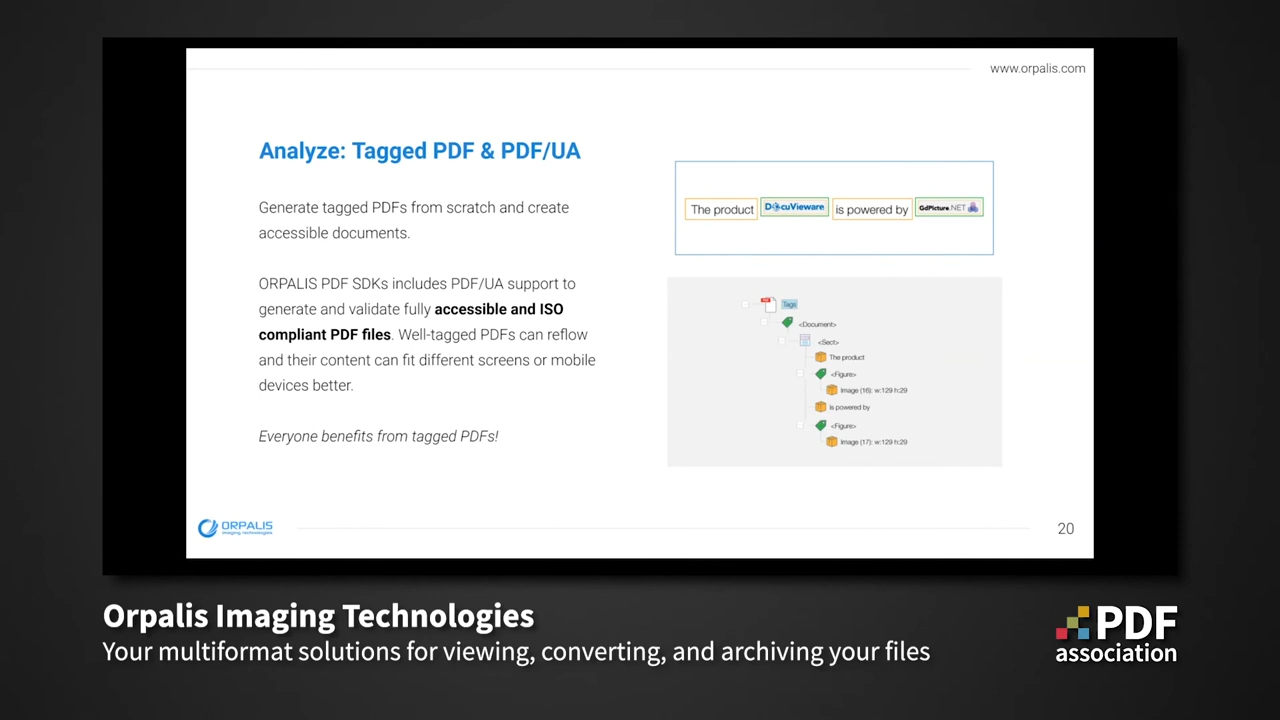 www.orpalis.com
Analyze: Tagged PDF & PDF/UA
Generate tagged PDFs from scratch and create
accessible documents.
ORPALIS PDF SDKs includes PDF/UA support to
generate and validate fully accessible and ISO
compliant PDF files. Well-tagged PDFs can reflow
and their content can fit different screens or mobile
devices better.
Everyone benefits from tagged PDFs!
The product DocuVieware is powered by GdPicture.NET
Tags
<Document>
<Sect>
The product
<Figure>
Image (16): w:129 h:29
is powered by
<Figure>
Image (17): w:129 h:29
ORPALIS
Imaging technologies
20
Orpalis Imaging Technologies
Your multiformat solutions for viewing, converting, and archiving your files
PDF
association